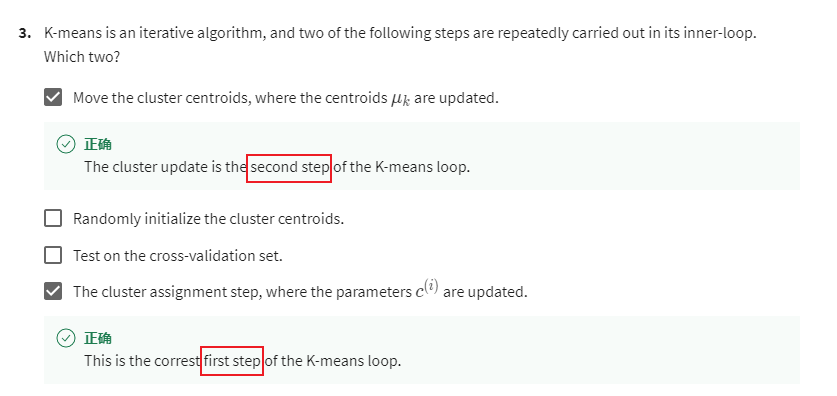 3. K-means is an iterative algorithm, and two of the following steps are repeatedly carried out in its inner-loop.
Which two?
Move the cluster centroids, where the centroids μk are updated.
正确
The cluster update is the second step of the K-means loop.
Randomly initialize the cluster centroids.
Test on the cross-validation set.
The cluster assignment step, where the parameters c(i) are updated.
正确
This is the correst first step of the K-means loop.